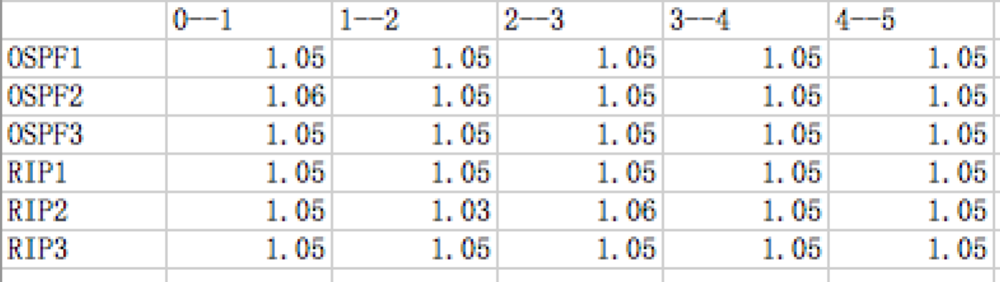 0--1 1--2 2--3 3--4 4--5
OSPF1 1.05 1.05 1.05 1.05 1.05
OSPF2 1.06 1.05 1.05 1.05 1.05
OSPF3 1.05 1.05 1.05 1.05 1.05
RIP1 1.05 1.05 1.05 1.05 1.05
RIP2 1.05 1.03 1.06 1.05 1.05
RIP3 1.05 1.05 1.05 1.05 1.05